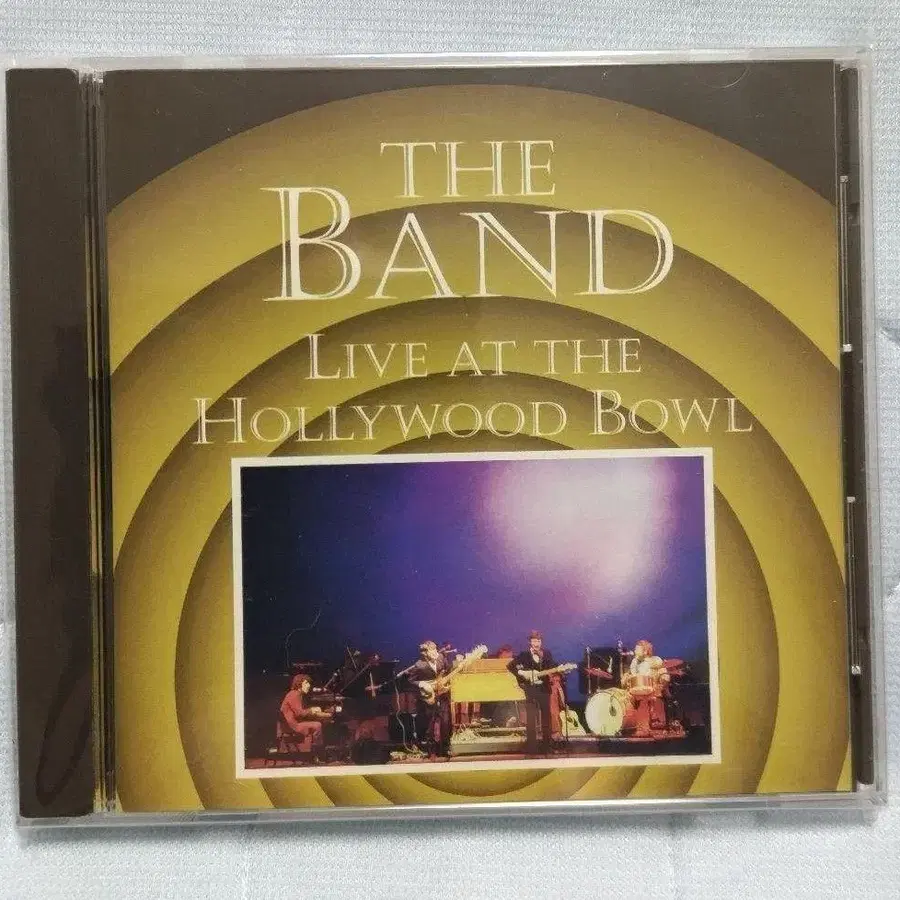 THE
BAND
LIVE AT THE
HOLLYWOOD BOWL